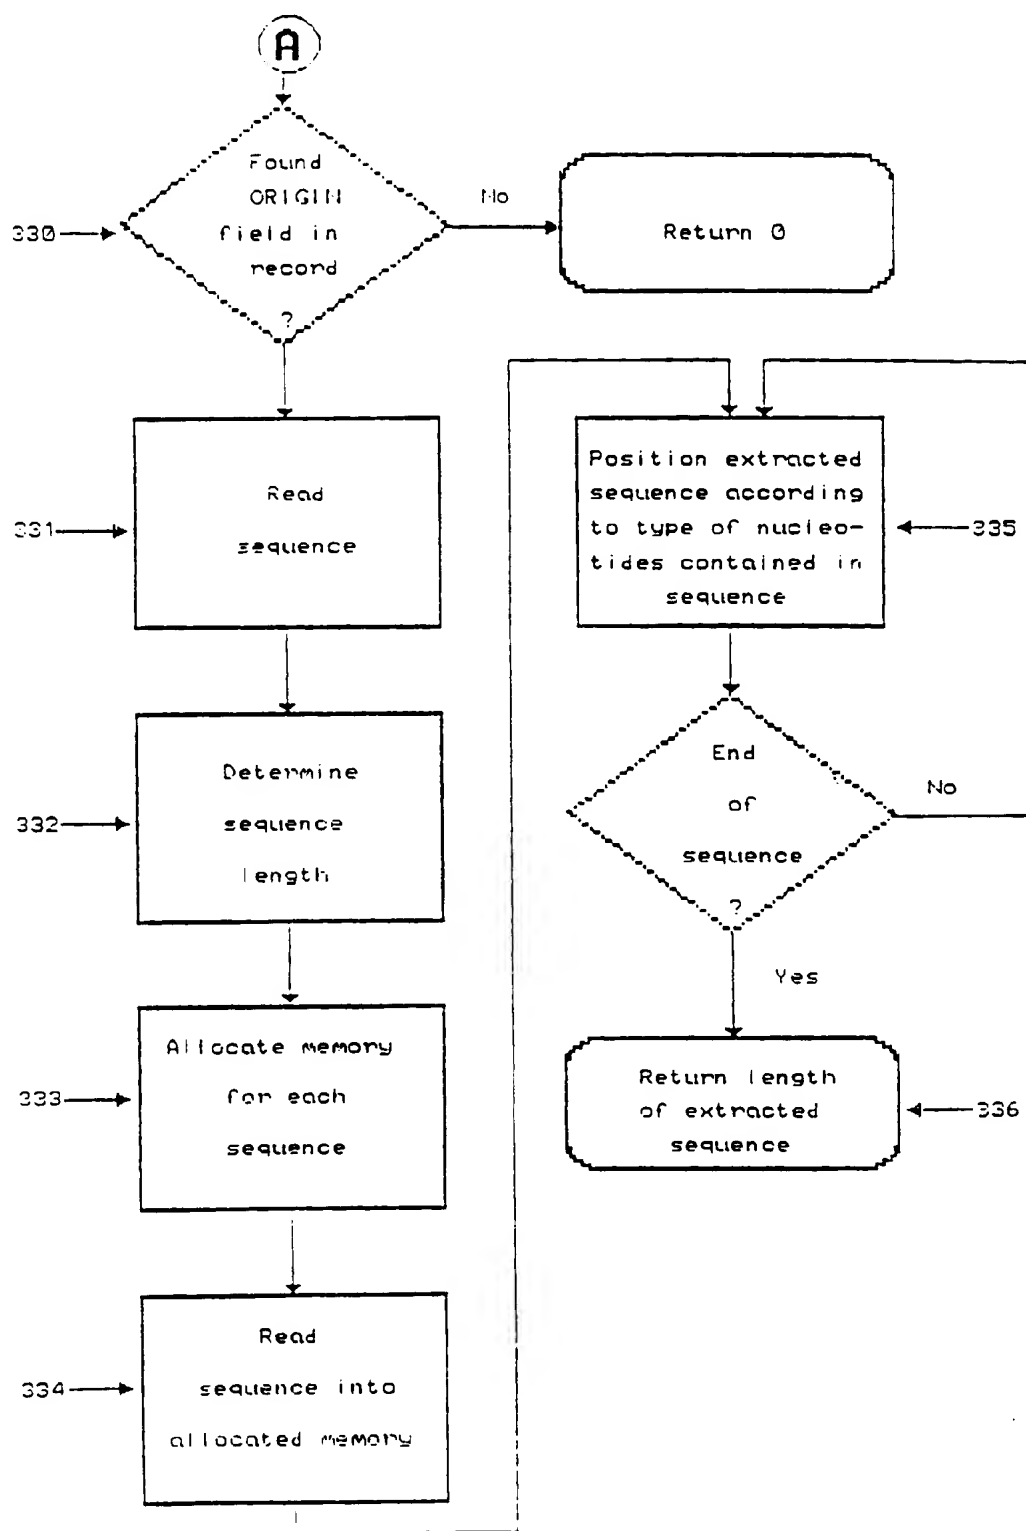 A
Found
ORIGIN
field in
record
?
330
No
Return 0
Read
sequence
331
Determine
sequence
length
332
Allocate memory
for each
sequence
333
Read
sequence into
allocated memory
334
Position extracted
sequence according
to type of nucleo-
tides contained in
sequence
335
End
of
sequence
?
No
Yes
Return length
of extracted
sequence
336